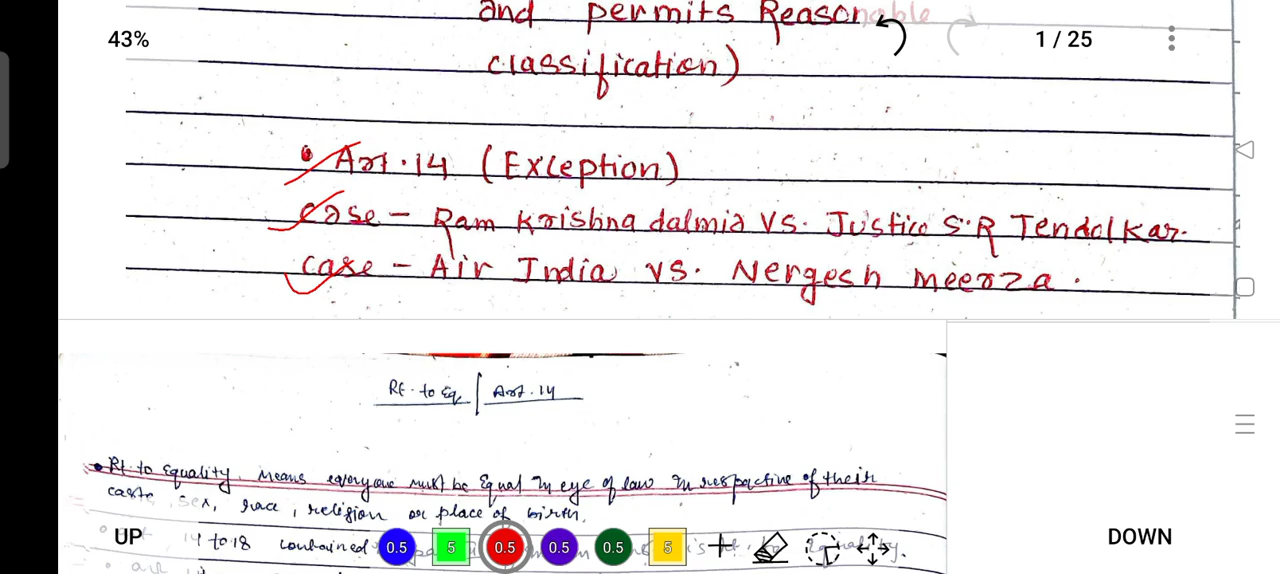 and permits Reasonable
43%
1 / 25
classification)
• Art.14 (Exception)
Case - Ram Krishna dalmia VS. Justice S.R Tendolkar.
Case - Air India vs. Nergesh meerza.
Rt. to Eq. | Art.14
• Rt to Equality means everyone must be Equal In eye of law In respective of their
caste, sex, race, religion or place of birth.
UP
14 to 18 contained
0.5 5 0.5 0.5 0.5 5
DOWN